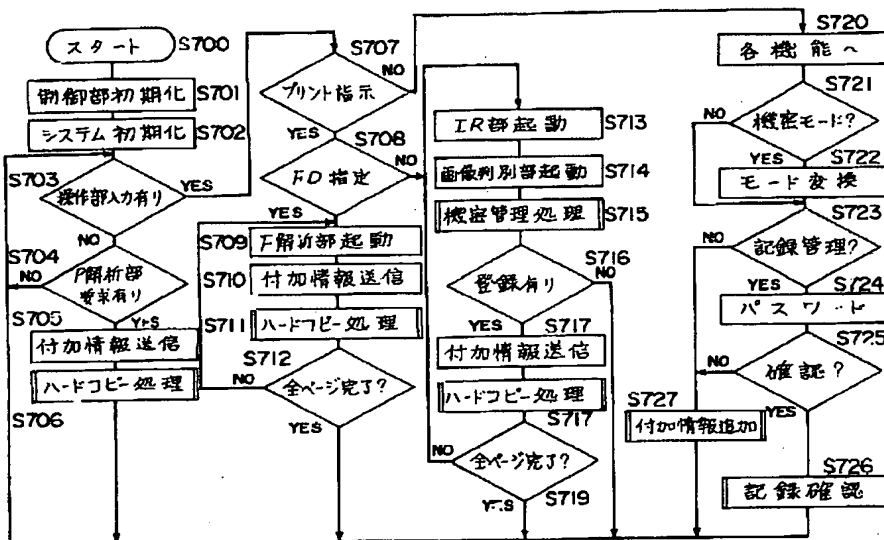 スタート
S700
制御部初期化
S701
システム初期化
S702
S703
操作部入力有り
YES
NO
S704
P解析部
要求有り
NO
YES
S705
付加情報送信
ハードコピー処理
S706
S707
プリント指示
NO
YES
S708
FD指定
NO
YES
S709
F解析部起動
S710
付加情報送信
S711
ハードコピー処理
S712
全ページ完了?
NO
YES
IR部起動
S713
画像判別部起動
S714
機密管理処理
S715
S716
登録有り
NO
YES
S717
付加情報送信
ハードコピー処理
S717
全ページ完了?
NO
S719
YES
S720
各機能へ
S721
機密モード?
NO
YES
S722
モード変換
S723
記録管理?
NO
YES
S724
パスワード
S725
確認?
NO
YES
S727
付加情報追加
S726
記録確認